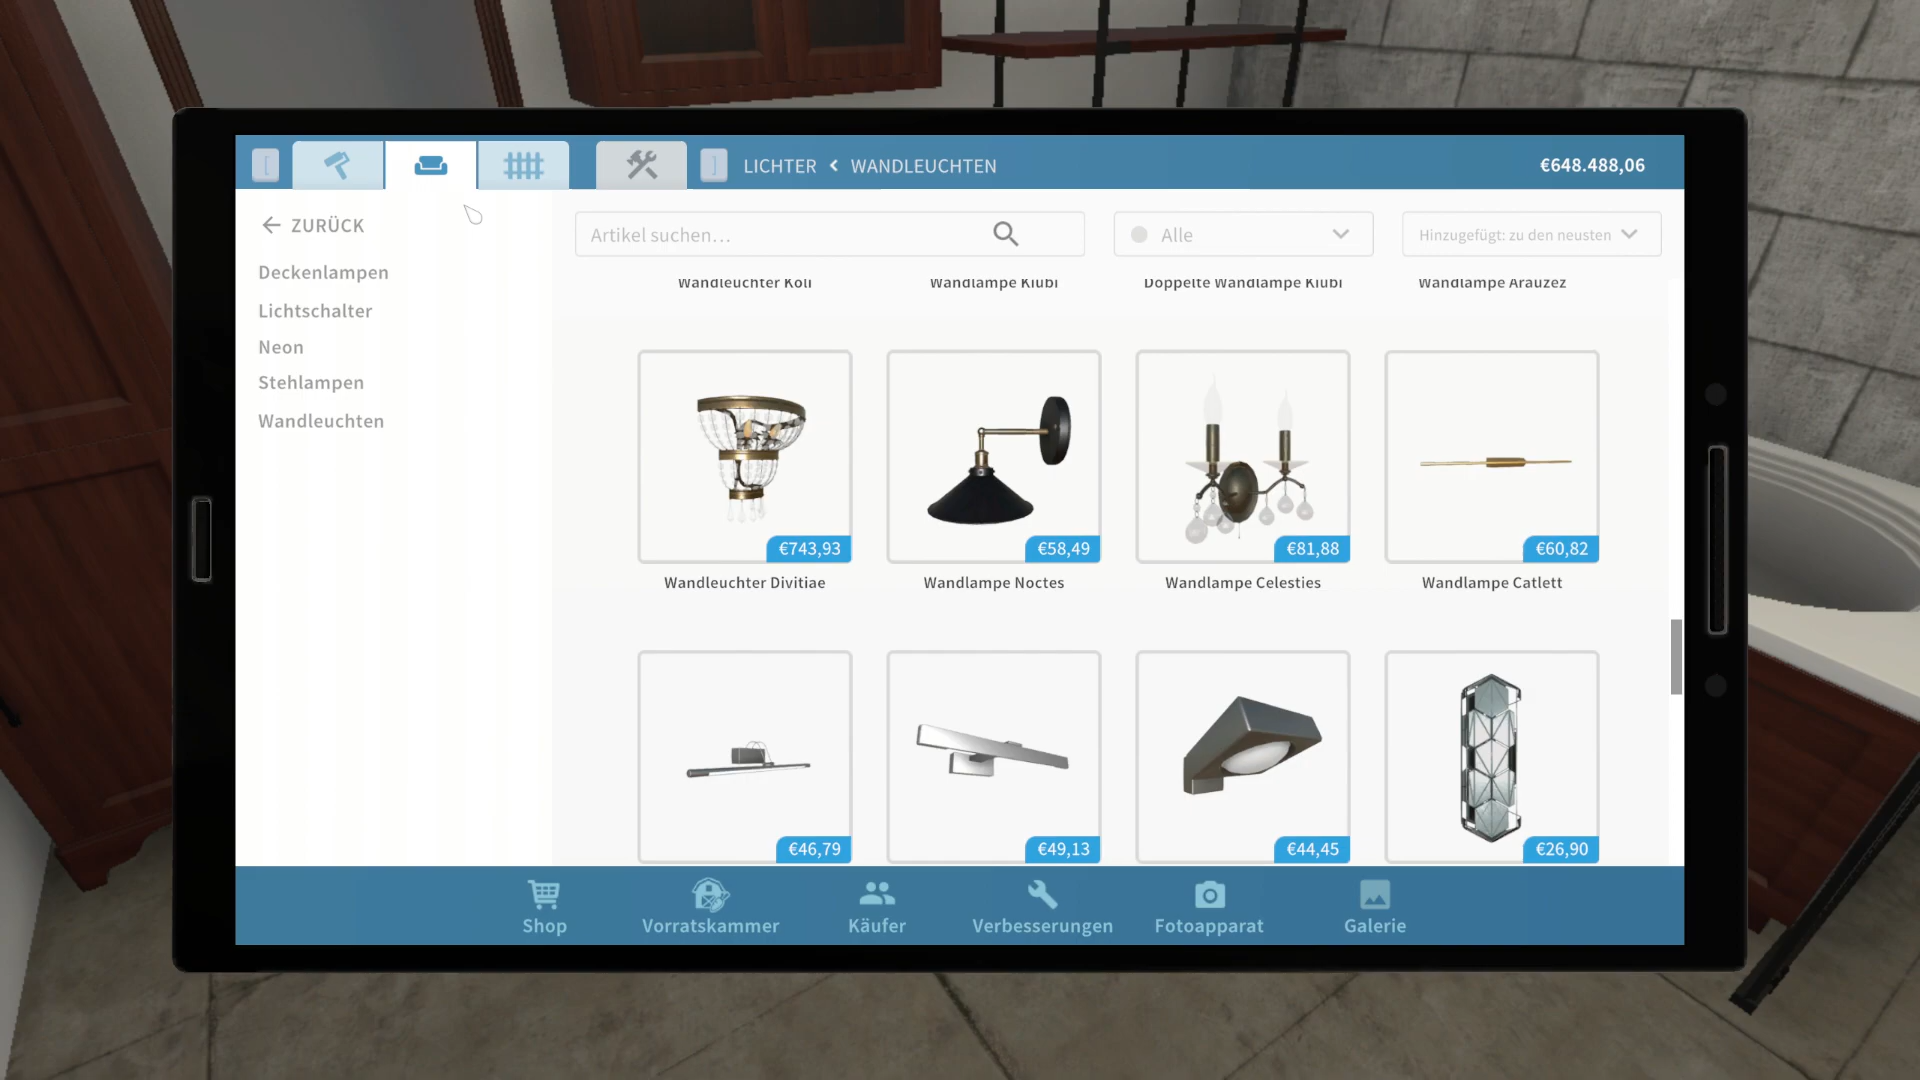 [ ] LICHTER < WANDLEUCHTEN €648.488,06
← ZURÜCK
Artikel suchen...
Alle
Hinzugefügt: zu den neusten
Deckenlampen
Lichtschalter
Neon
Stehlampen
Wandleuchten
Wandleuchter Koli
Wandlampe Klubi
Doppelte Wandlampe Klubi
Wandlampe Arauzez
€743,93
€58,49
€81,88
€60,82
Wandleuchter Divitiae
Wandlampe Noctes
Wandlampe Celesties
Wandlampe Catlett
€46,79
€49,13
€44,45
€26,90
Shop
Vorratskammer
Käufer
Verbesserungen
Fotoapparat
Galerie